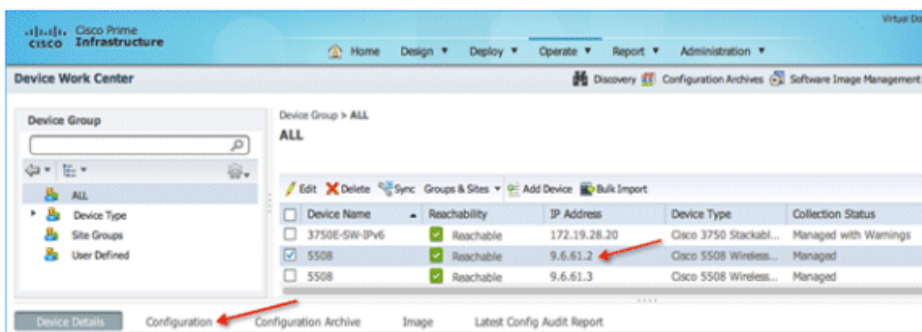 Virtual Do
Cisco Prime
CISCO Infrastructure
Home Design Deploy Operate Report Administration
Device Work Center
Discovery Configuration Archives Software Image Management
Device Group
Device Group > ALL
ALL
ALL
Device Type
Site Groups
User Defined
Edit Delete Sync Groups & Sites Add Device Bulk Import
Device Name Reachability IP Address Device Type Collection Status
3750E-SW-IPv6 Reachable 172.19.28.20 Cisco 3750 Stackabl... Managed with Warnings
5508 Reachable 9.6.61.2 Cisco 5508 Wireless... Managed
5508 Reachable 9.6.61.3 Cisco 5508 Wireless... Managed
Device Details Configuration Configuration Archive Image Latest Config Audit Report